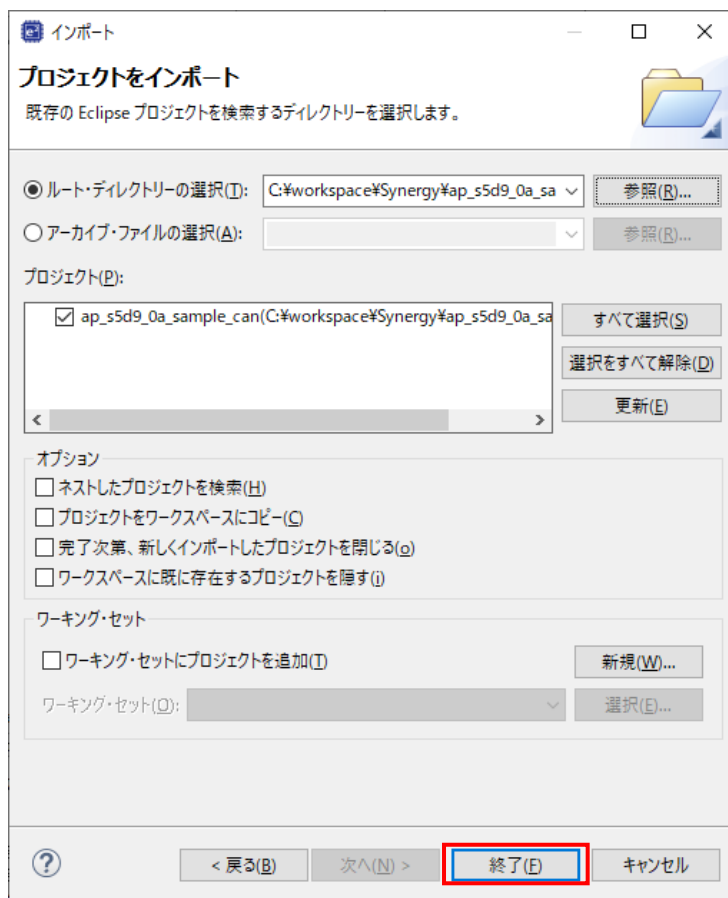 インポート
プロジェクトをインポート
既存の Eclipse プロジェクトを検索するディレクトリーを選択します。
ルート・ディレクトリーの選択(T): C:¥workspace¥Synergy¥ap_s5d9_0a_sa 参照(R)...
アーカイブ・ファイルの選択(A): 参照(R)...
プロジェクト(P):
ap_s5d9_0a_sample_can(C:¥workspace¥Synergy¥ap_s5d9_0a_sa すべて選択(S)
選択をすべて解除(D)
更新(E)
オプション
ネストしたプロジェクトを検索(H)
プロジェクトをワークスペースにコピー(C)
完了次第、新しくインポートしたプロジェクトを閉じる(o)
ワークスペースに既に存在するプロジェクトを隠す(i)
ワーキング・セット
ワーキング・セットにプロジェクトを追加(T) 新規(W)...
ワーキング・セット(O): 選択(E)...
< 戻る(B) 次へ(N) > 終了(F) キャンセル